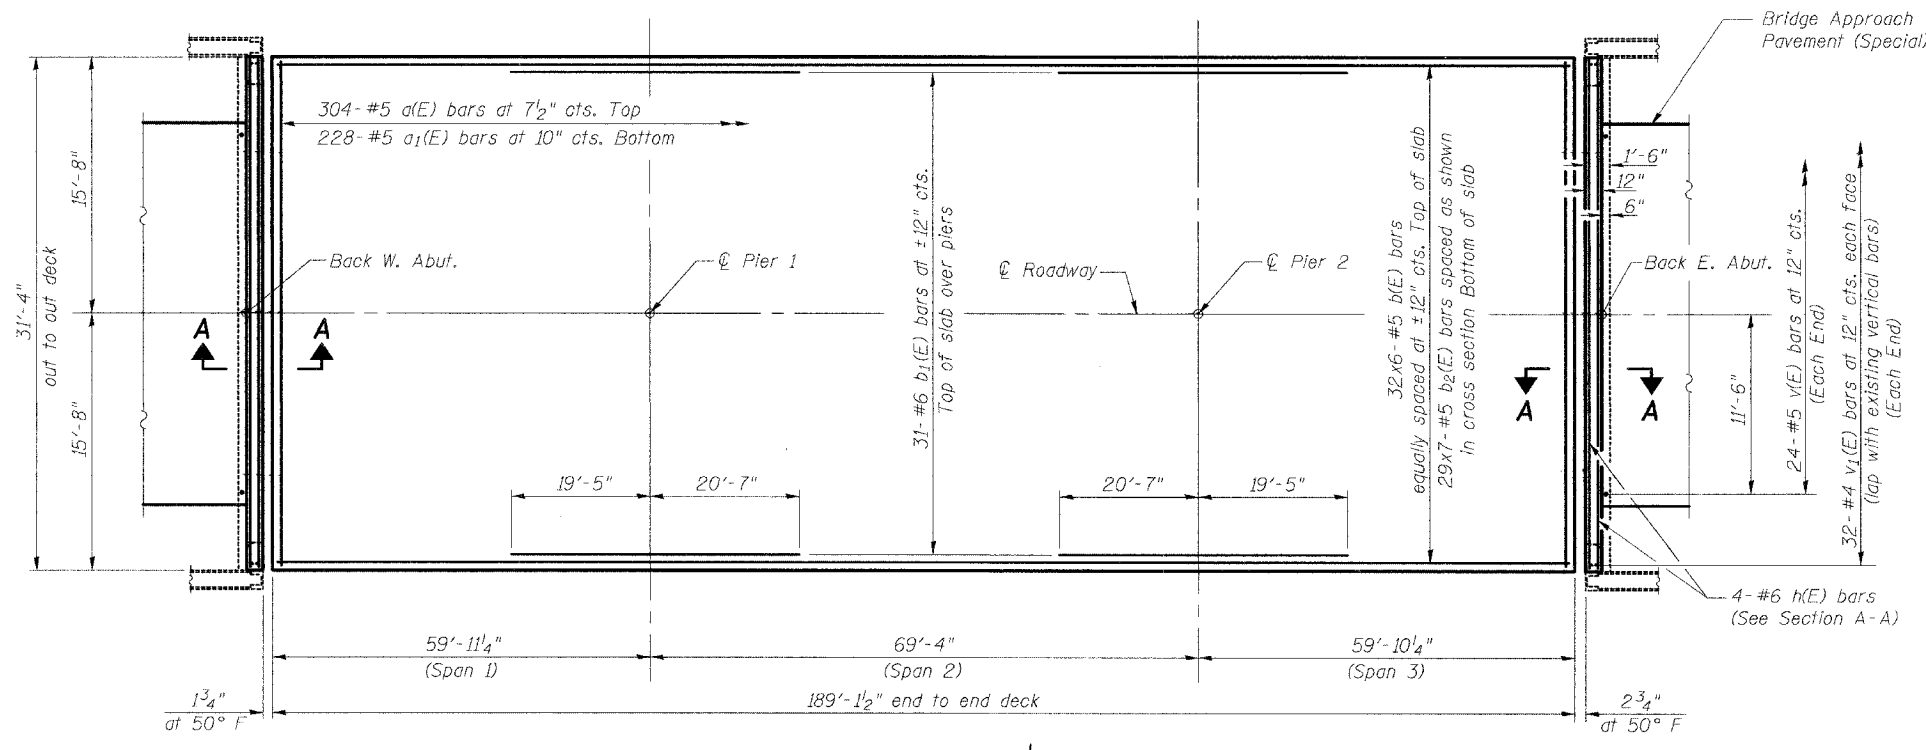 Bridge Approach
Pavement (Special)
304-#5 a(E) bars at 7½" cts. Top
228-#5 a₁(E) bars at 10" cts. Bottom
15'-8"
31'-4"
out to out deck
15'-8"
Back W. Abut.
℄ Pier 1
℄ Roadway
℄ Pier 2
Back E. Abut.
31-#6 b₁(E) bars at ±12" cts.
Top of slab over piers
32x6-#5 b(E) bars
equally spaced at ±12" cts. Top of slab
29x7-#5 b₂(E) bars spaced as shown
in cross section Bottom of slab
1'-6"
12"
6"
11'-6"
24-#5 v(E) bars at 12" cts.
(Each End)
32-#4 v₁(E) bars at 12" cts. each face
(lap with existing vertical bars)
(Each End)
A
A
A
A
19'-5"
20'-7"
20'-7"
19'-5"
4-#6 h(E) bars
(See Section A-A)
59'-11¼"
(Span 1)
69'-4"
(Span 2)
59'-10¼"
(Span 3)
1¾"
at 50° F
189'-1½" end to end deck
2¾"
at 50° F